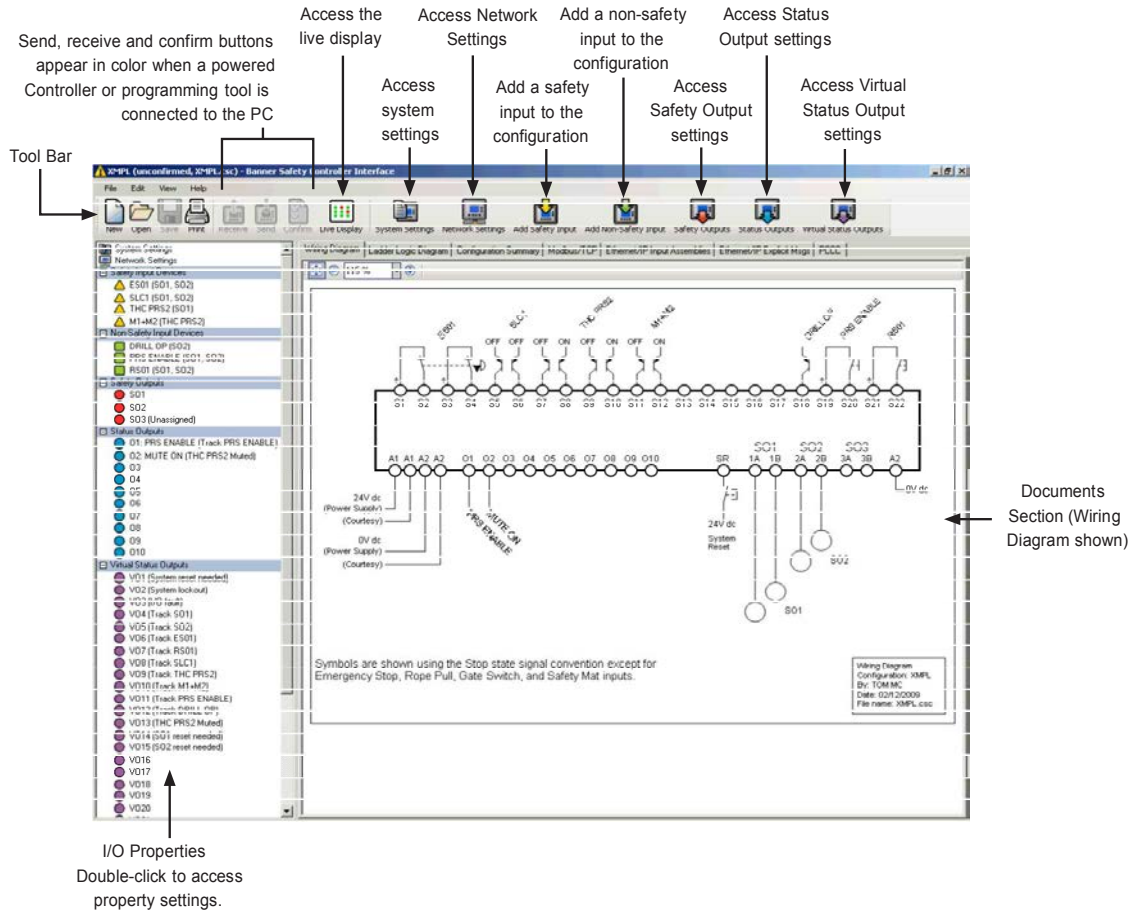 Access the
live display
Access Network
Settings
Add a non-safety
input to the
configuration
Access Status
Output settings
Send, receive and confirm buttons
appear in color when a powered
Controller or programming tool is
connected to the PC
Access
system
settings
Add a safety
input to the
configuration
Access
Safety Output
settings
Access Virtual
Status Output
settings
Tool Bar
XMPL (unconfirmed, XMPL.csc) - Banner Safety Controller Interface
File Edit View Help
New Open Save Print Receive Send Confirm Live Display System Settings Network Settings Add Safety Input Add Non-Safety Input Safety Outputs Status Outputs Virtual Status Outputs
System Settings
Network Settings
Safety Input Devices
ES01 (SO1, SO2)
SLC1 (SO1, SO2)
THC PRS2 (SO1)
M1+M2 (THC PRS2)
Non-Safety Input Devices
DRILL OP (SO2)
PRS ENABLE (SO1, SO2)
RS01 (SO1, SO2)
Safety Outputs
SO1
SO2
SO3 (Unassigned)
Status Outputs
O1: PRS ENABLE (Track PRS ENABLE)
O2: MUTE ON (THC PRS2 Muted)
O3
O4
O5
O6
O7
O8
O9
O10
Virtual Status Outputs
VO1 (System reset needed)
VO2 (System lockout)
VO3 (I/O fault)
VO4 (Track SO1)
VO5 (Track SO2)
VO6 (Track ES01)
VO7 (Track RS01)
VO8 (Track SLC1)
VO9 (Track THC PRS2)
VO10 (Track M1+M2)
VO11 (Track PRS ENABLE)
VO12 (Track DRILL OP)
VO13 (THC PRS2 Muted)
VO14 (SO1 reset needed)
VO15 (SO2 reset needed)
VO16
VO17
VO18
VO19
VO20
Wiring Diagram Ladder Logic Diagram Configuration Summary Modbus/TCP Ethernet/IP Input Assemblies Ethernet/IP Explicit Msgs PCCC
115 %
ES01 SLC1 THC PRS2 M1+M2 DRILL OP PRS ENABLE RS01
OFF OFF OFF ON OFF ON OFF ON
+ + + +
S1 S2 S3 S4 S5 S6 S7 S8 S9 S10 S11 S12 S13 S14 S15 S16 S17 S18 S19 S20 S21 S22
SO1 SO2 SO3
A1 A1 A2 A2 O1 O2 O3 O4 O5 O6 O7 O8 O9 O10 SR 1A 1B 2A 2B 3A 3B A2
24V dc
(Power Supply)
(Courtesy)
0V dc
(Power Supply)
(Courtesy)
PRS ENABLE
MUTE ON
24V dc
System
Reset
0V dc
SO2
SO1
Symbols are shown using the Stop state signal convention except for
Emergency Stop, Rope Pull, Gate Switch, and Safety Mat inputs.
Wiring Diagram
Configuration: XMPL
By: TOM MC
Date: 02/12/2009
File name: XMPL.csc
Documents
Section (Wiring
Diagram shown)
I/O Properties
Double-click to access
property settings.